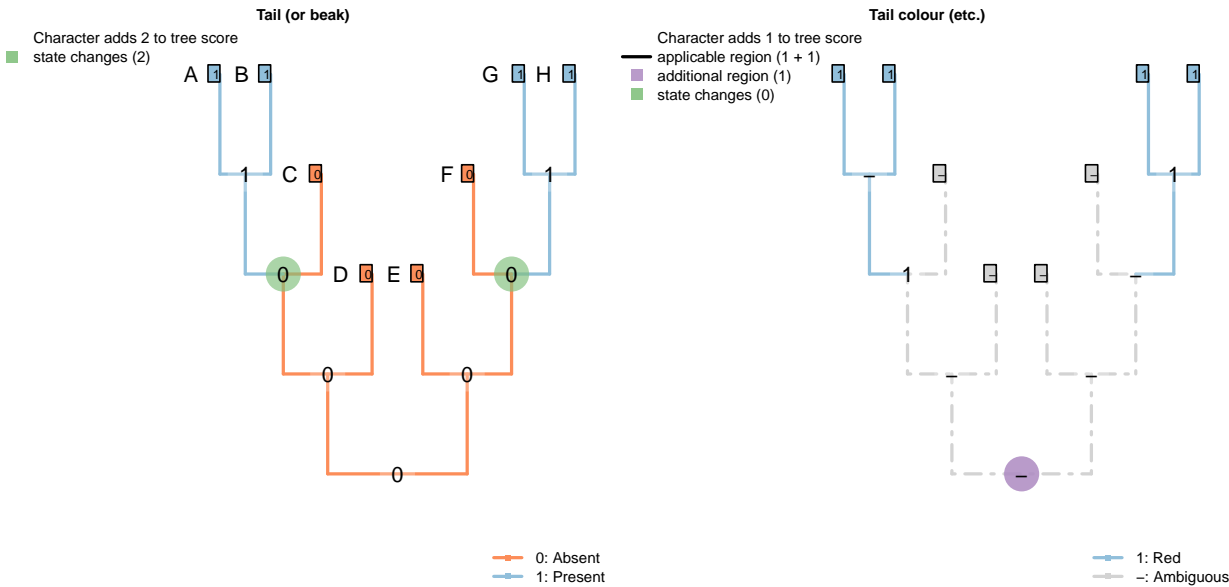 Tail (or beak)
Character adds 2 to tree score
state changes (2)
A 1 B 1 G 1 H 1
1 C 0 F 0 1
0 D 0 E 0 0
0 0
0
0: Absent
1: Present
Tail colour (etc.)
Character adds 1 to tree score
applicable region (1 + 1)
additional region (1)
state changes (0)
1 1 1 1
– – – 1
1 – – –
– –
–
1: Red
–: Ambiguous